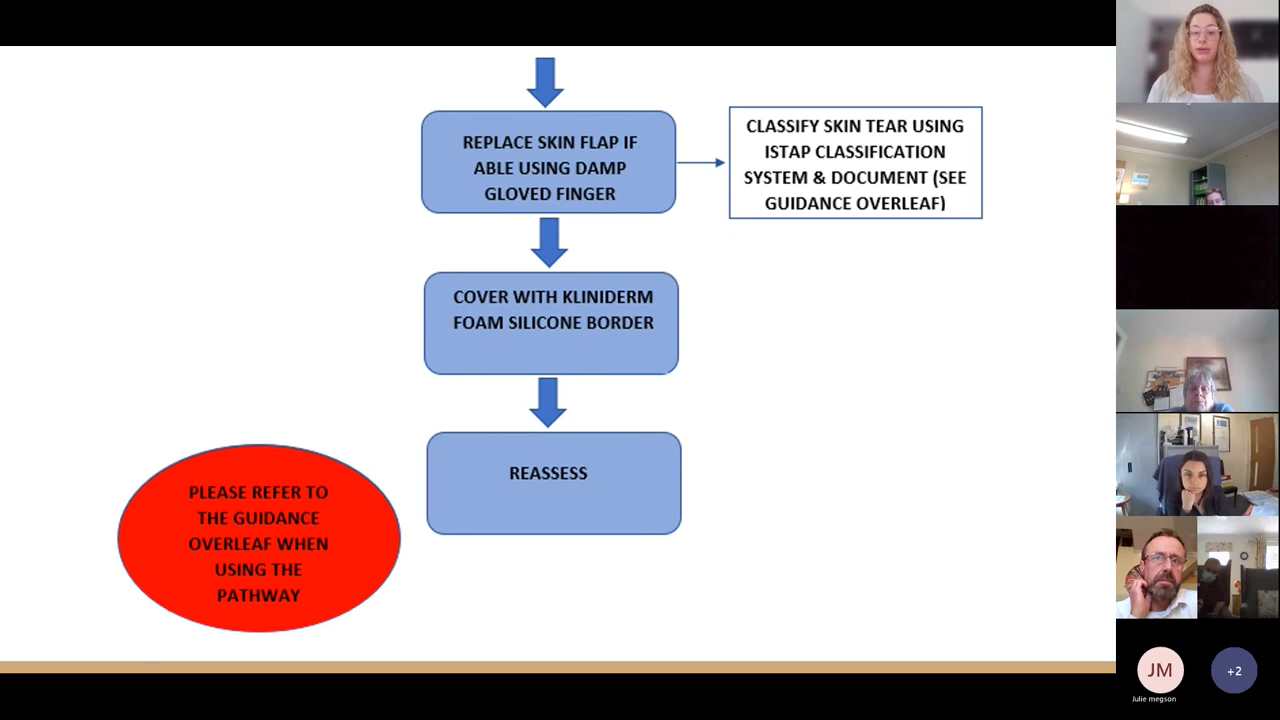 REPLACE SKIN FLAP IF
ABLE USING DAMP
GLOVED FINGER
CLASSIFY SKIN TEAR USING
ISTAP CLASSIFICATION
SYSTEM & DOCUMENT (SEE
GUIDANCE OVERLEAF)
COVER WITH KLINIDERM
FOAM SILICONE BORDER
REASSESS
PLEASE REFER TO
THE GUIDANCE
OVERLEAF WHEN
USING THE
PATHWAY
JM
+2
Julie megson